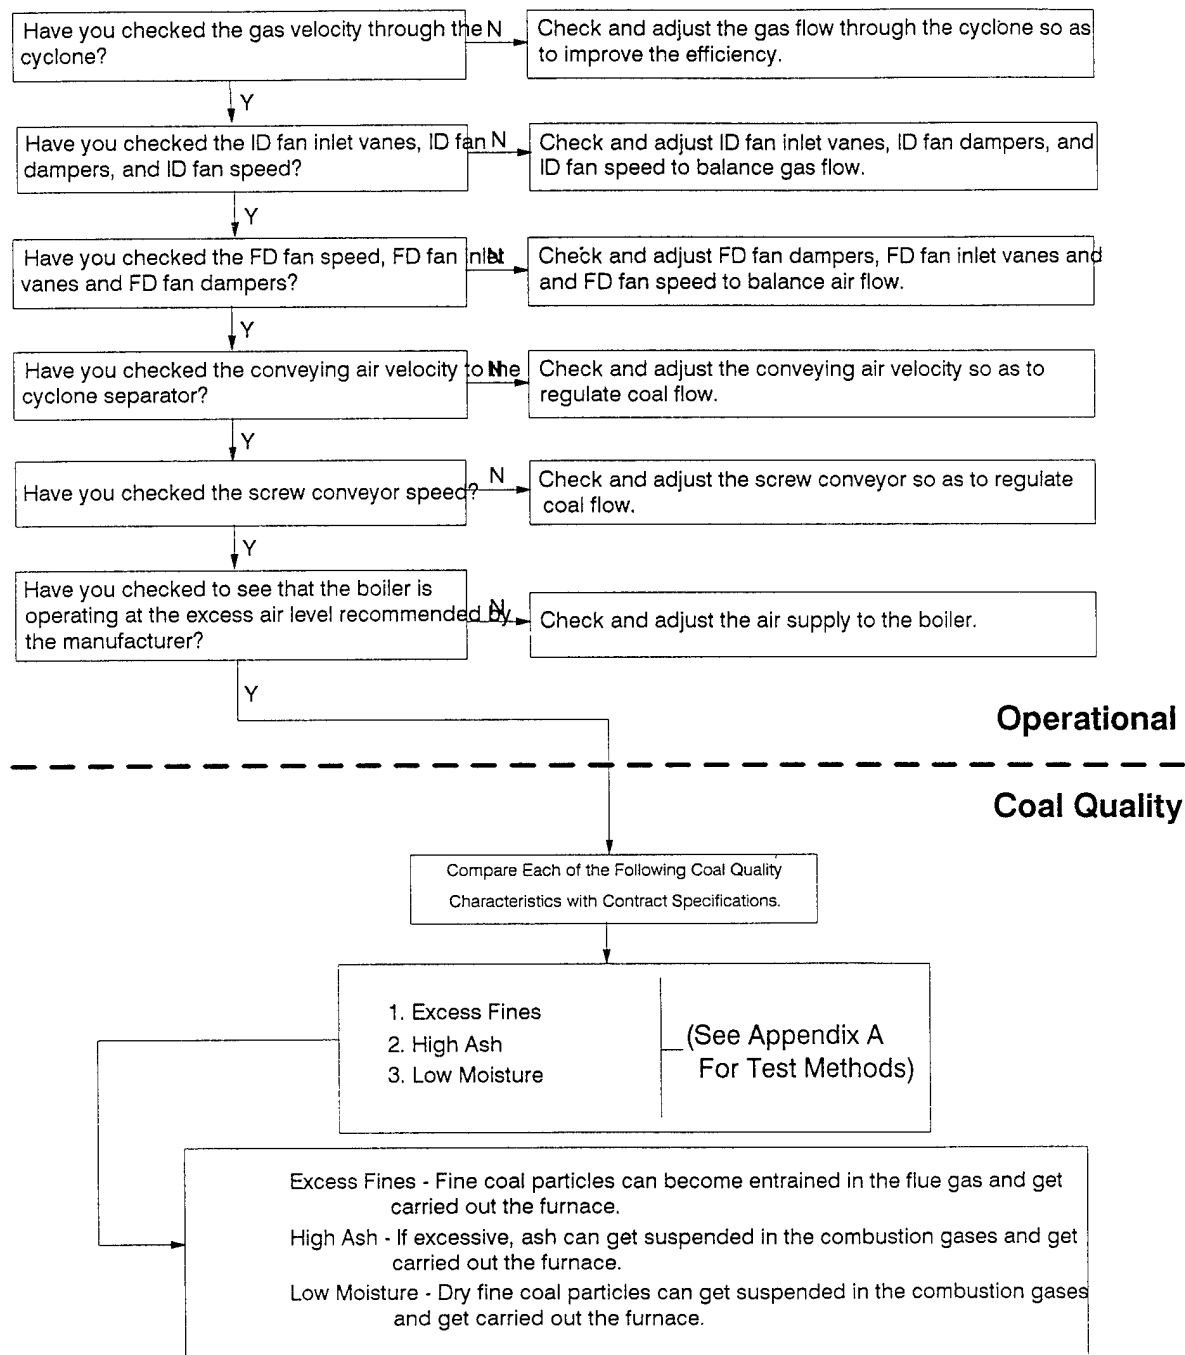 Have you checked the gas velocity through the
cyclone?
N
Check and adjust the gas flow through the cyclone so as
to improve the efficiency.
Y
Have you checked the ID fan inlet vanes, ID fan
dampers, and ID fan speed?
N
Check and adjust ID fan inlet vanes, ID fan dampers, and
ID fan speed to balance gas flow.
Y
Have you checked the FD fan speed, FD fan inlet
vanes and FD fan dampers?
N
Check and adjust FD fan dampers, FD fan inlet vanes and
and FD fan speed to balance air flow.
Y
Have you checked the conveying air velocity to the
cyclone separator?
N
Check and adjust the conveying air velocity so as to
regulate coal flow.
Y
Have you checked the screw conveyor speed?
N
Check and adjust the screw conveyor so as to regulate
coal flow.
Y
Have you checked to see that the boiler is
operating at the excess air level recommended by
the manufacturer?
N
Check and adjust the air supply to the boiler.
Y
Operational
Coal Quality
Compare Each of the Following Coal Quality
Characteristics with Contract Specifications.
1. Excess Fines
2. High Ash
3. Low Moisture
(See Appendix A
For Test Methods)
Excess Fines - Fine coal particles can become entrained in the flue gas and get
carried out the furnace.
High Ash - If excessive, ash can get suspended in the combustion gases and get
carried out the furnace.
Low Moisture - Dry fine coal particles can get suspended in the combustion gases
and get carried out the furnace.